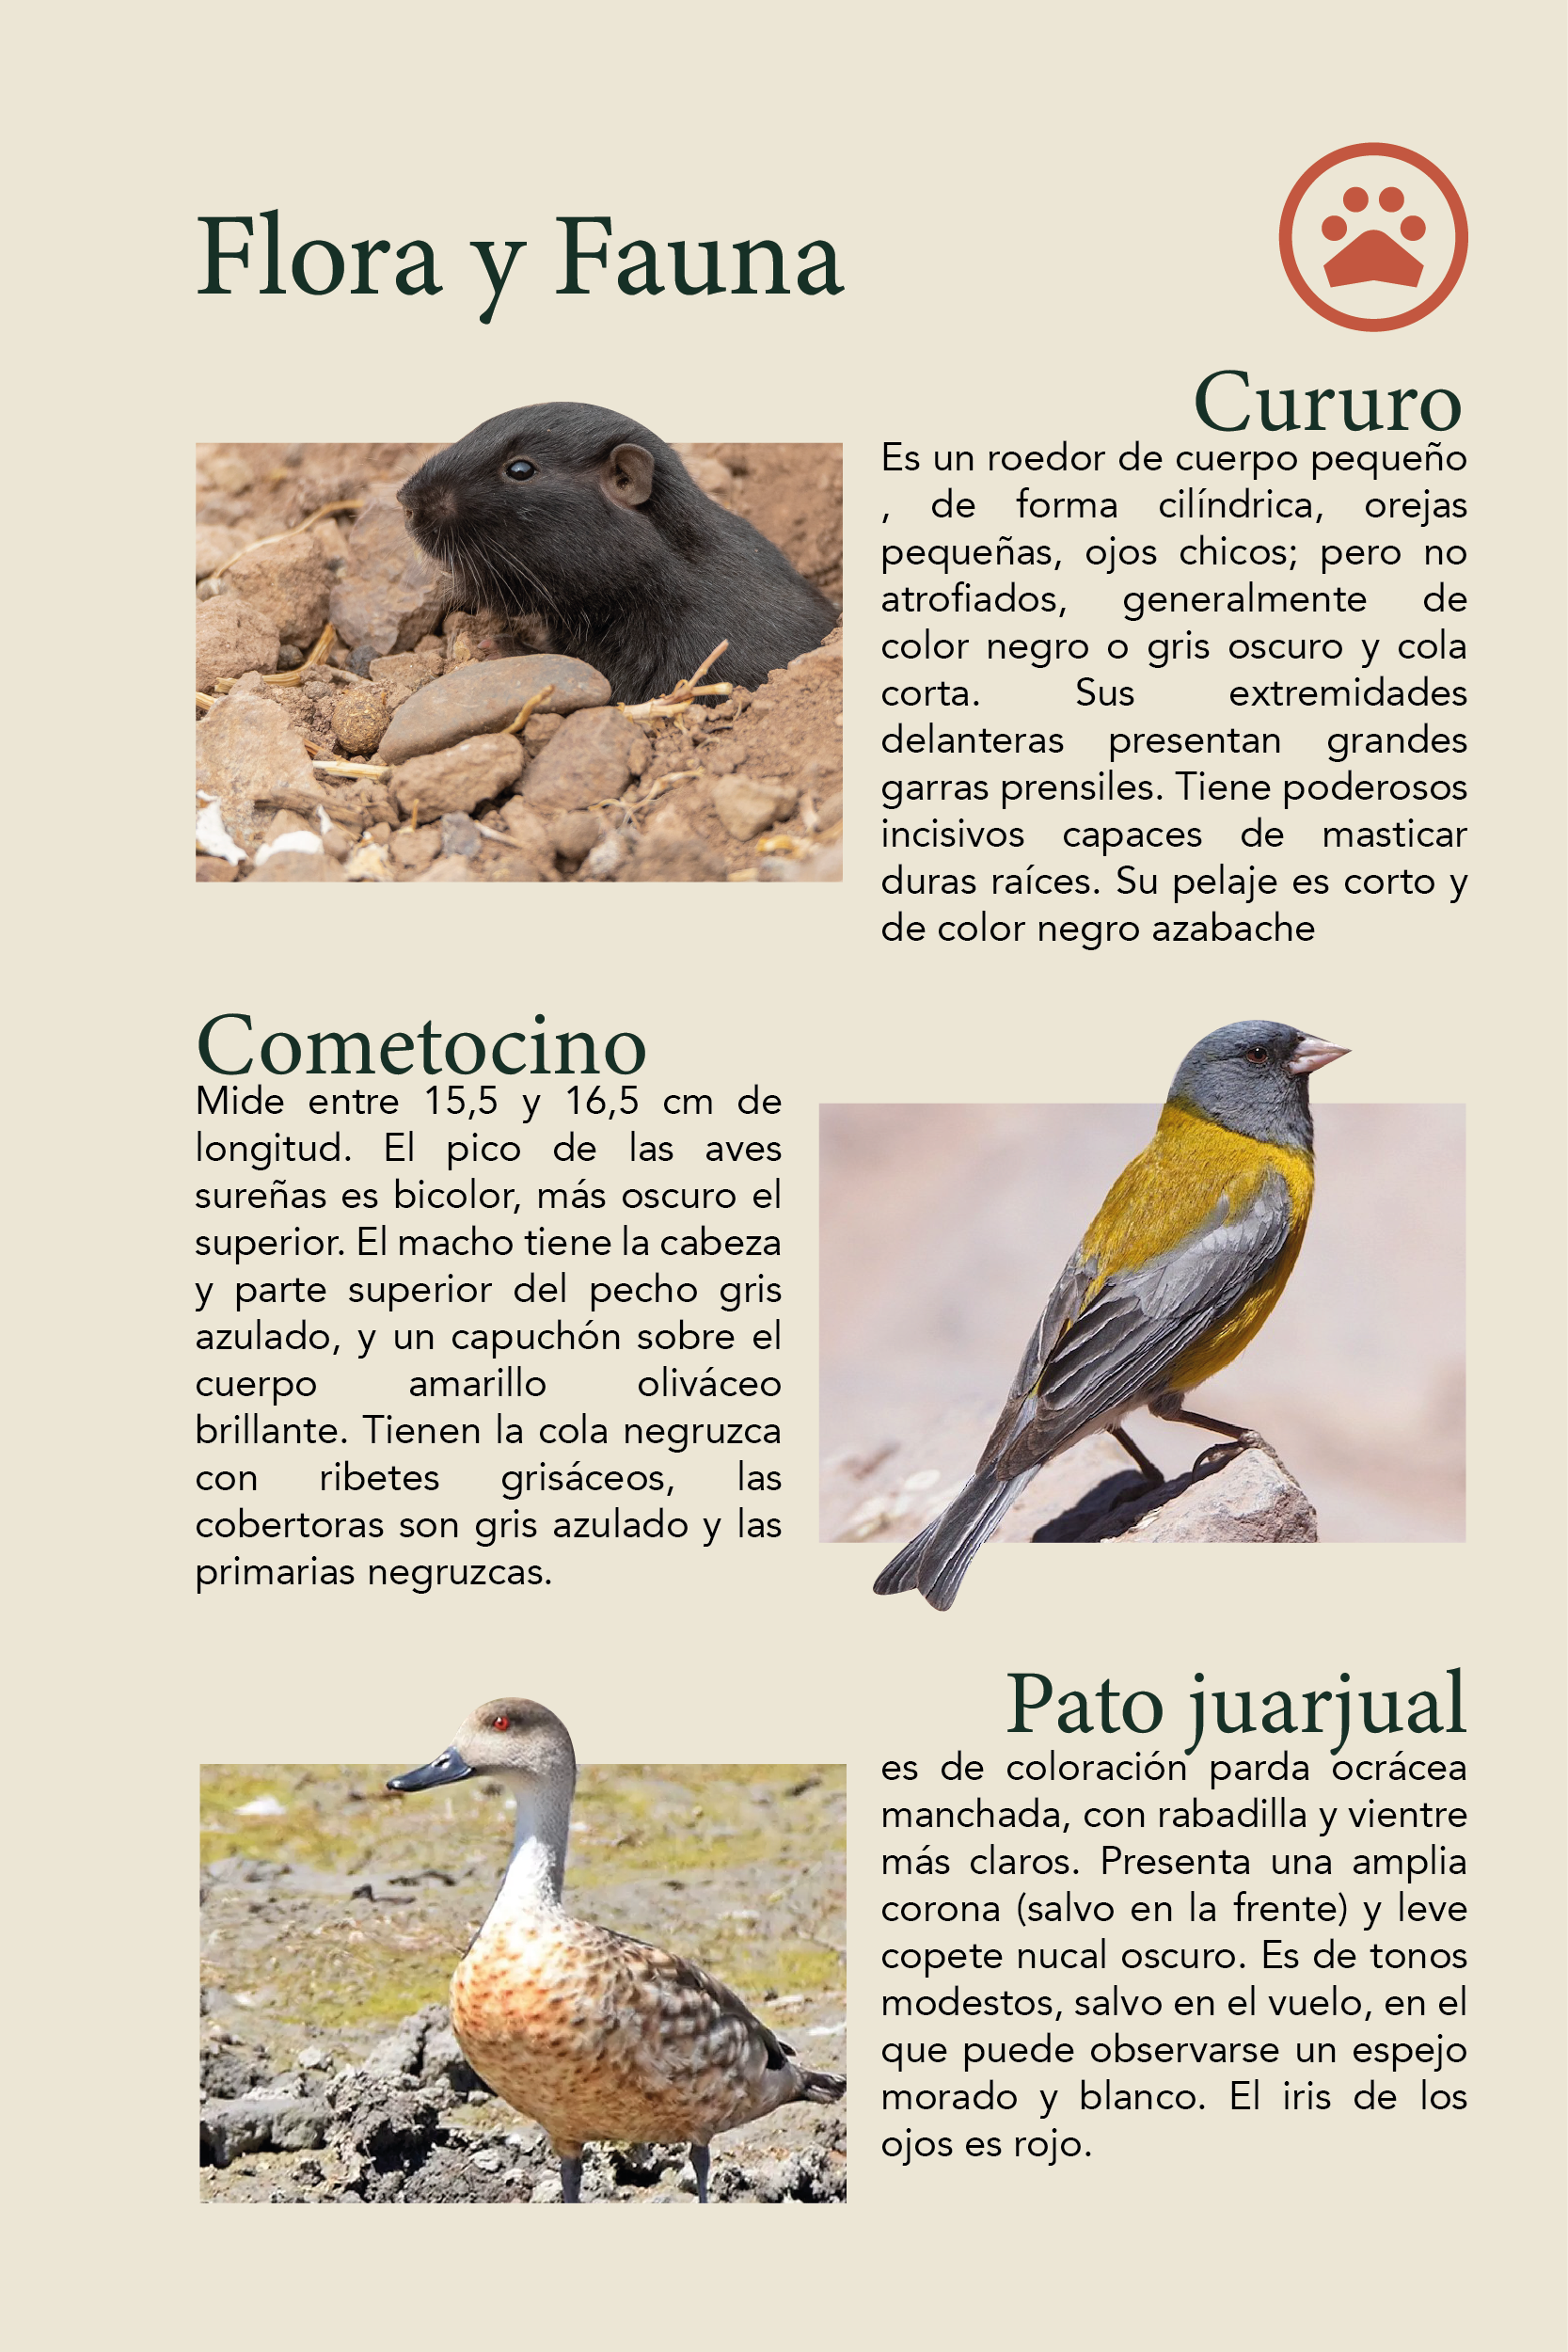 Flora y Fauna
Cururo
Es un roedor de cuerpo pequeño
, de forma cilíndrica, orejas
pequeñas, ojos chicos; pero no
atrofiados, generalmente de
color negro o gris oscuro y cola
corta. Sus extremidades
delanteras presentan grandes
garras prensiles. Tiene poderosos
incisivos capaces de masticar
duras raíces. Su pelaje es corto y
de color negro azabache
Cometocino
Mide entre 15,5 y 16,5 cm de
longitud. El pico de las aves
sureñas es bicolor, más oscuro el
superior. El macho tiene la cabeza
y parte superior del pecho gris
azulado, y un capuchón sobre el
cuerpo amarillo oliváceo
brillante. Tienen la cola negruzca
con ribetes grisáceos, las
cobertoras son gris azulado y las
primarias negruzcas.
Pato juarjual
es de coloración parda ocrácea
manchada, con rabadilla y vientre
más claros. Presenta una amplia
corona (salvo en la frente) y leve
copete nucal oscuro. Es de tonos
modestos, salvo en el vuelo, en el
que puede observarse un espejo
morado y blanco. El iris de los
ojos es rojo.